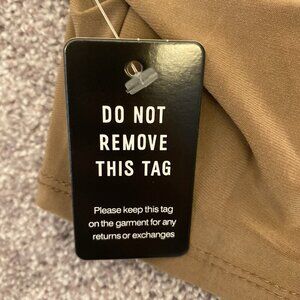 DO NOT
REMOVE
THIS TAG
Please keep this tag
on the garment for any
returns or exchanges